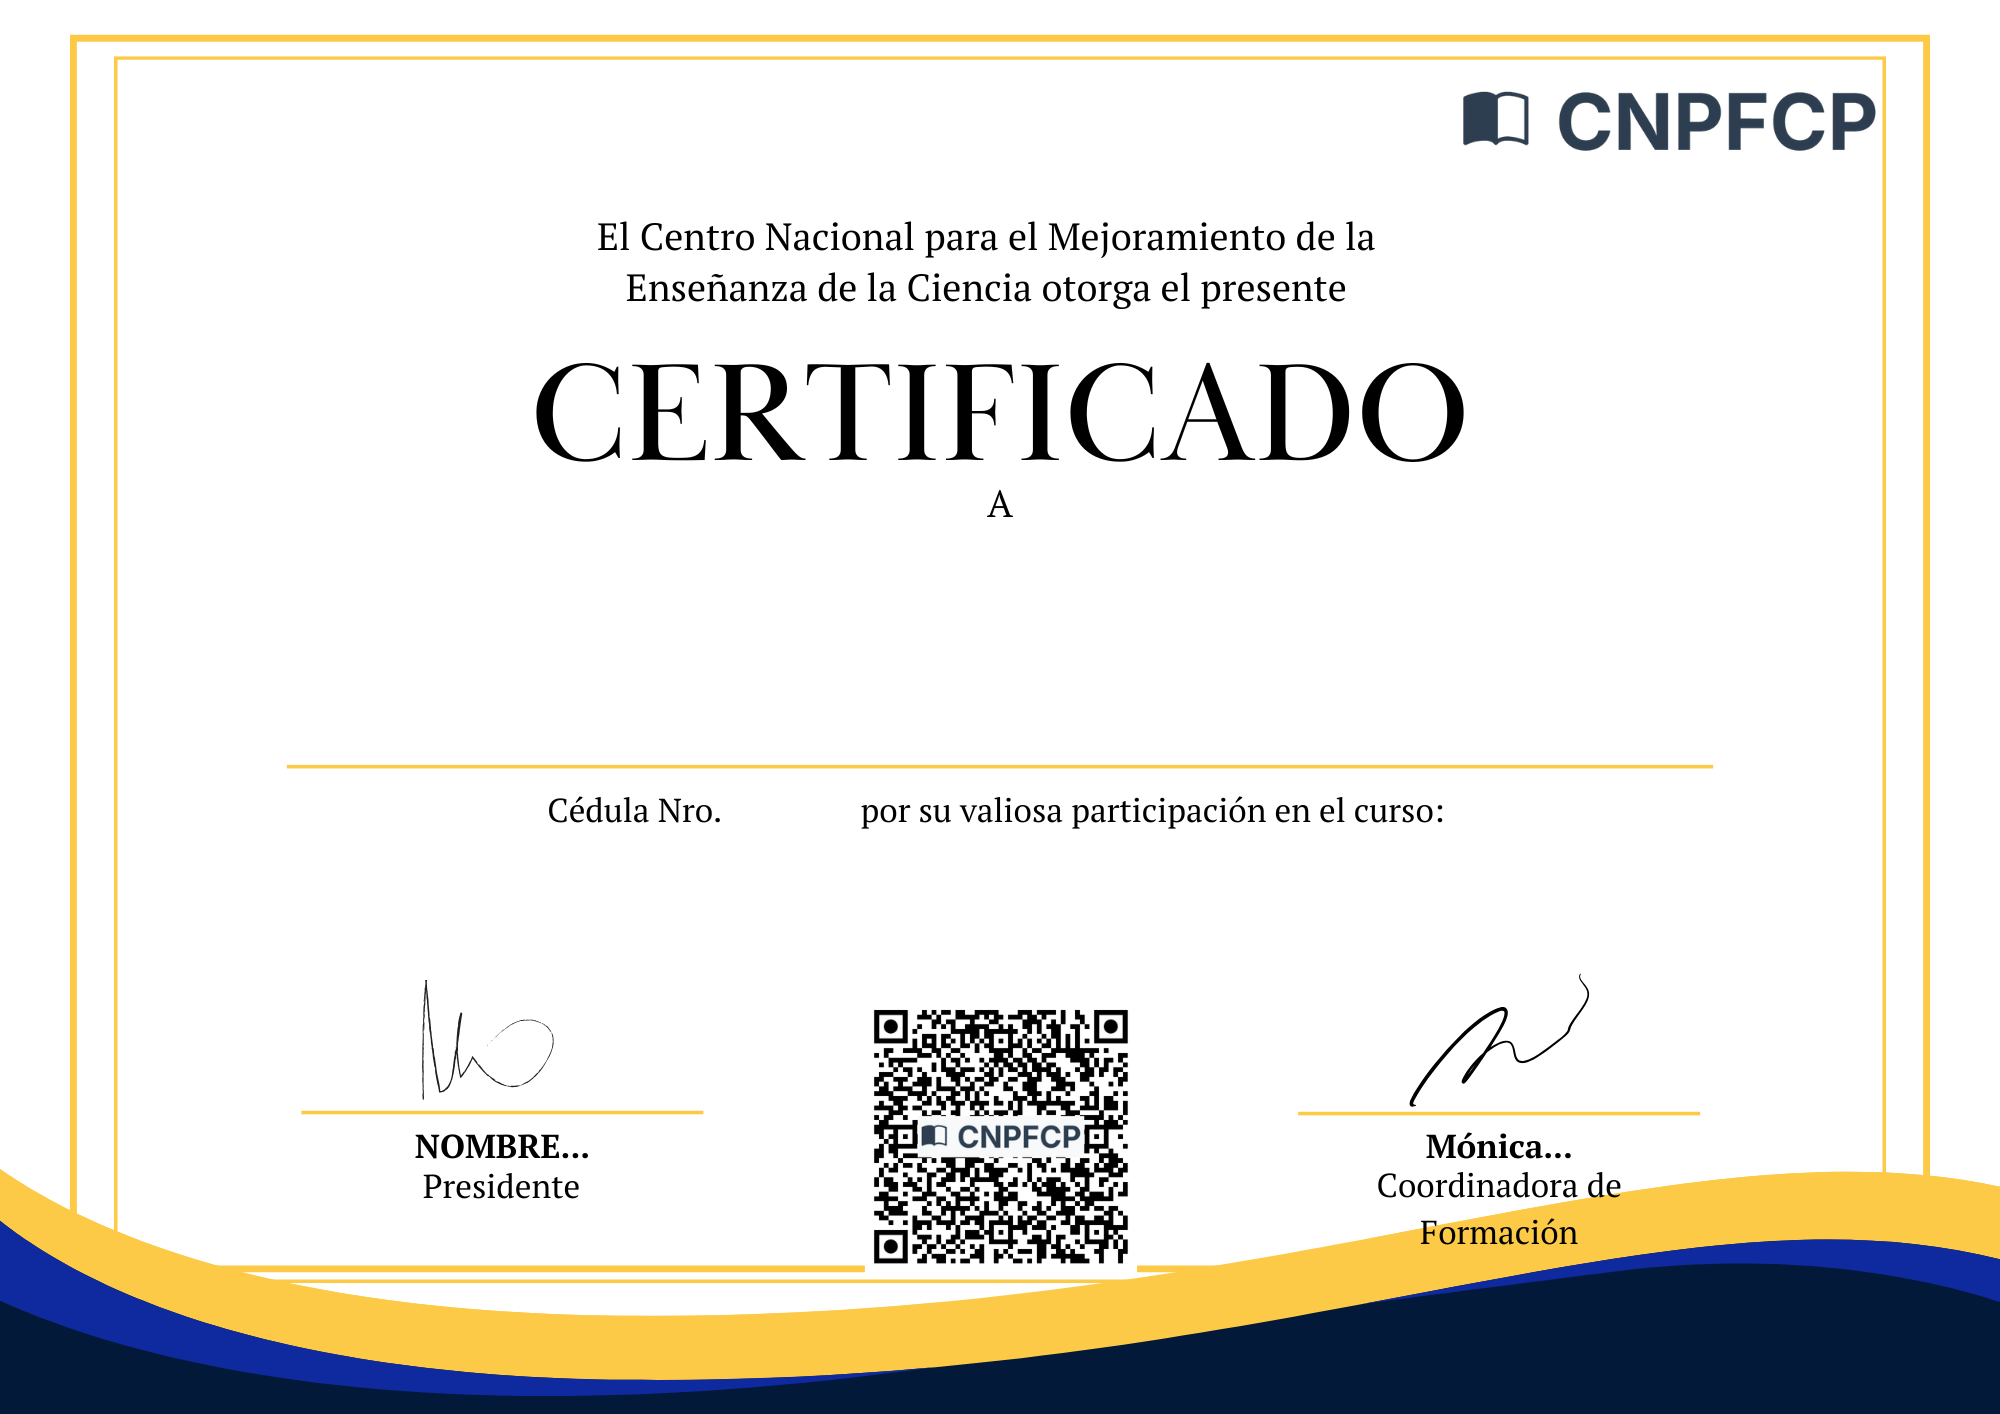 CNPFCP
El Centro Nacional para el Mejoramiento de la
Enseñanza de la Ciencia otorga el presente
CERTIFICADO
A
Cédula Nro. por su valiosa participación en el curso:
CNPFCP
NOMBRE...
Presidente
Mónica...
Coordinadora de
Formación